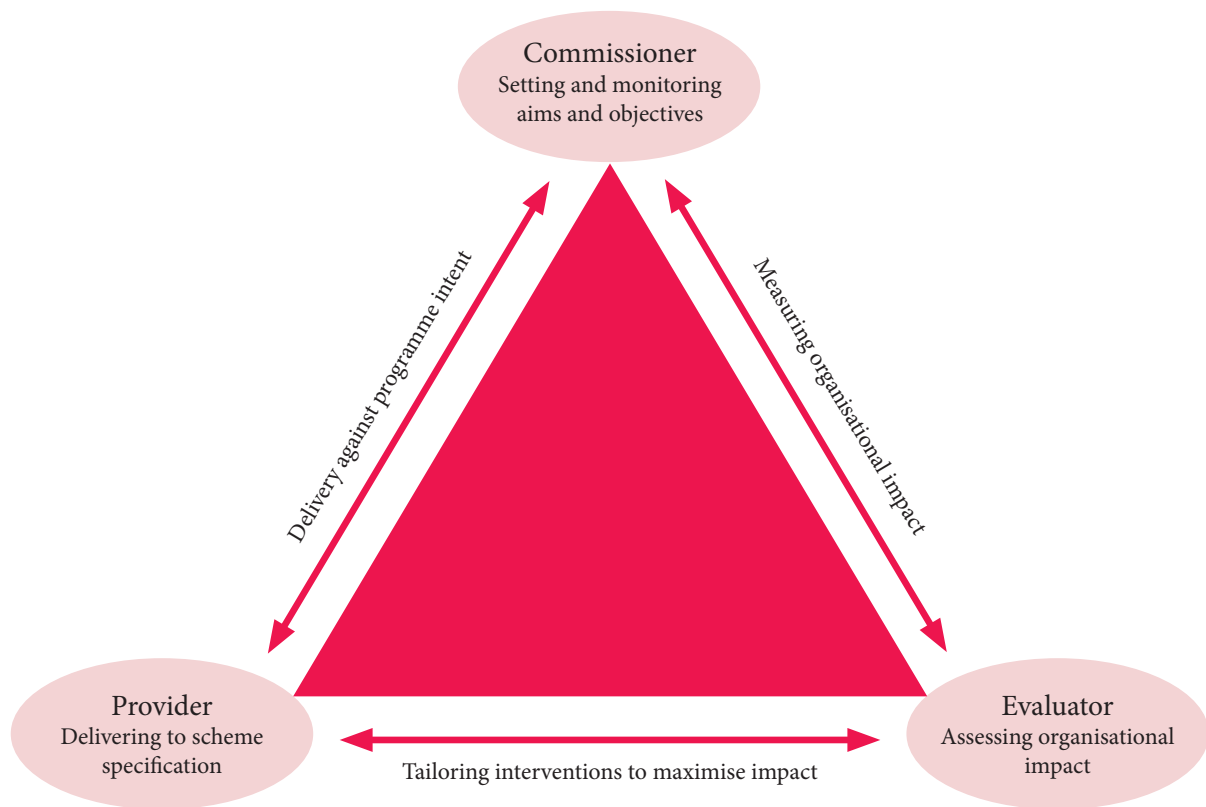 Commissioner
Setting and monitoring
aims and objectives
Delivery against programme intent
Measuring organisational impact
Provider
Delivering to scheme
specification
Tailoring interventions to maximise impact
Evaluator
Assessing organisational
impact